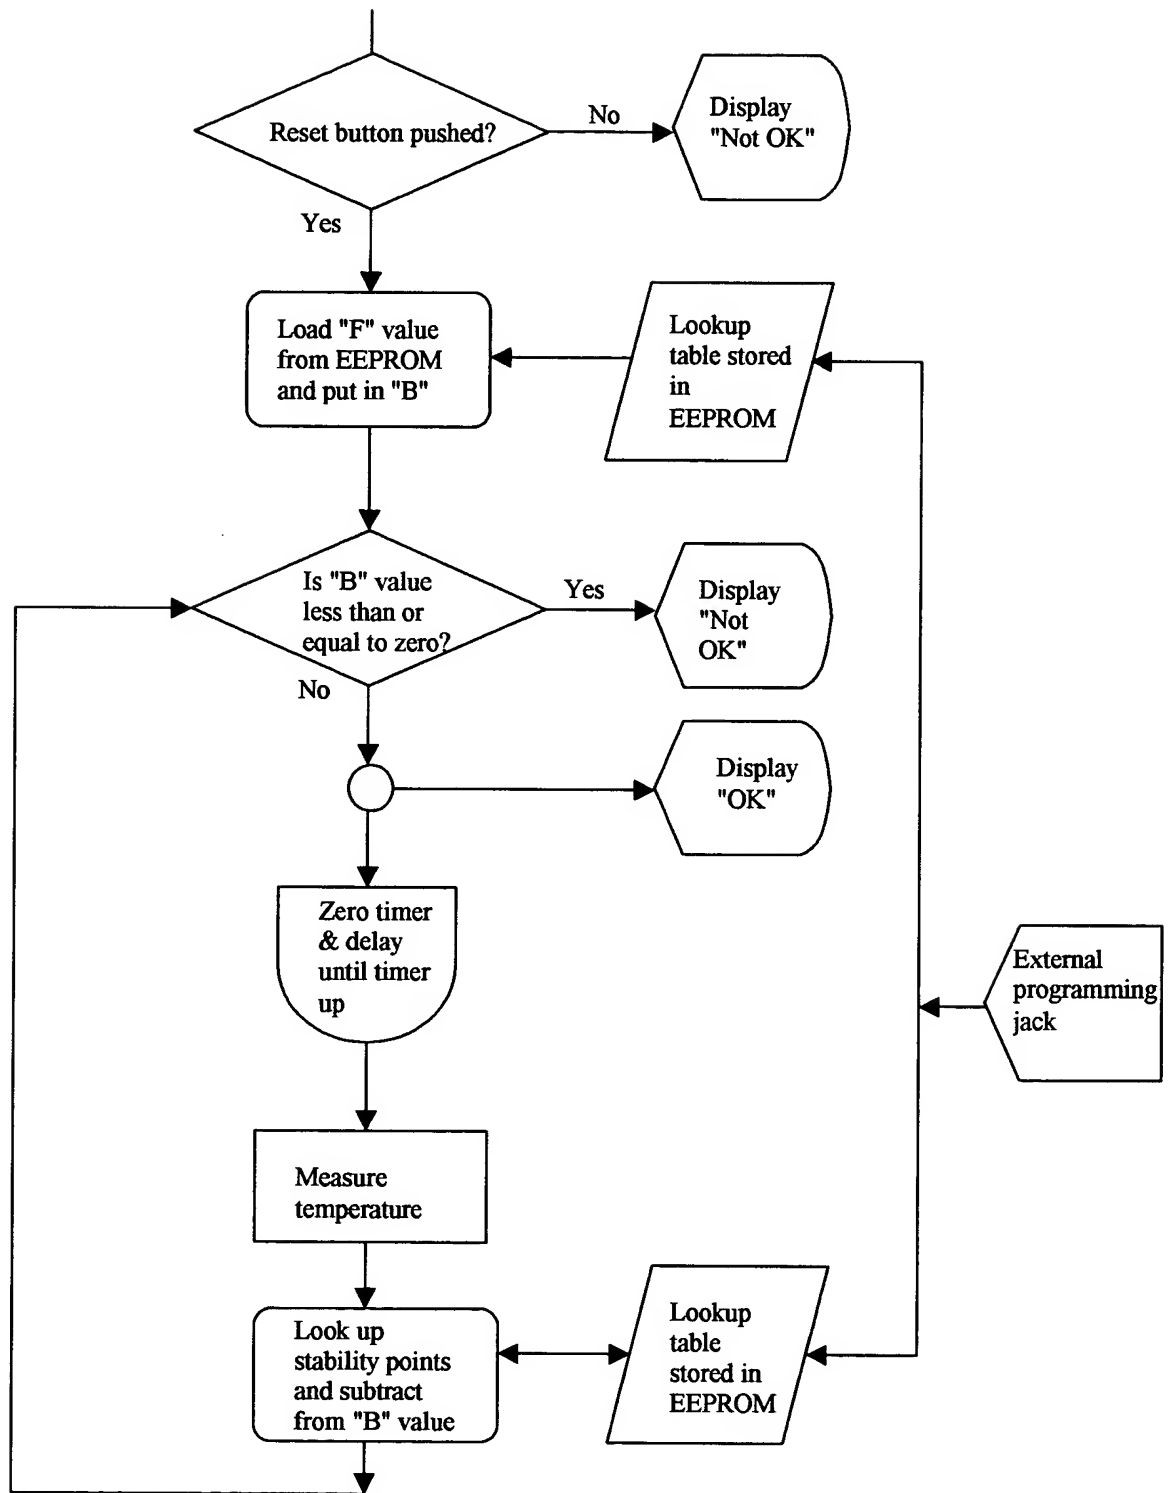 Reset button pushed?
No
Display
"Not OK"
Yes
Load "F" value
from EEPROM
and put in "B"
Lookup
table stored
in
EEPROM
Is "B" value
less than or
equal to zero?
Yes
Display
"Not
OK"
No
Display
"OK"
Zero timer
& delay
until timer
up
External
programming
jack
Measure
temperature
Look up
stability points
and subtract
from "B" value
Lookup
table
stored in
EEPROM